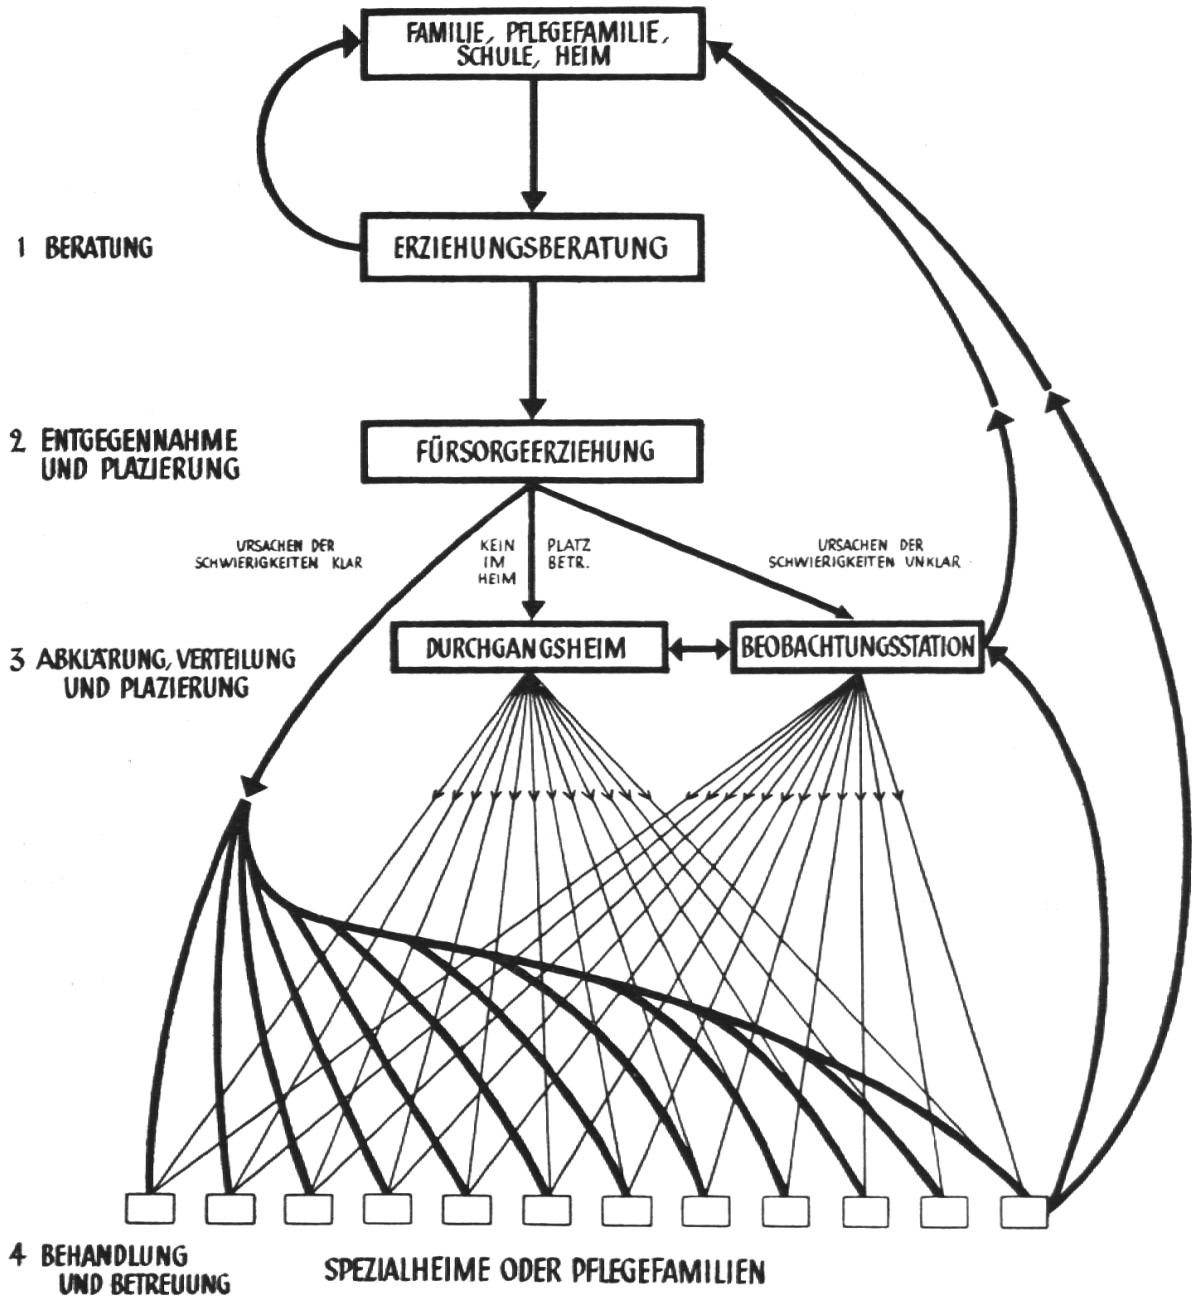 FAMILIE, PFLEGEFAMILIE,
SCHULE, HEIM
1 BERATUNG
ERZIEHUNGSBERATUNG
2 ENTGEGENNAHME
UND PLAZIERUNG
FÜRSORGEERZIEHUNG
URSACHEN DER
SCHWIERIGKEITEN KLAR
KEIN PLATZ
IM BETR.
HEIM
URSACHEN DER
SCHWIERIGKEITEN UNKLAR
3 ABKLÄRUNG, VERTEILUNG
UND PLAZIERUNG
DURCHGANGSHEIM
BEOBACHTUNGSSTATION
4 BEHANDLUNG
UND BETREUUNG
SPEZIALHEIME ODER PFLEGEFAMILIEN